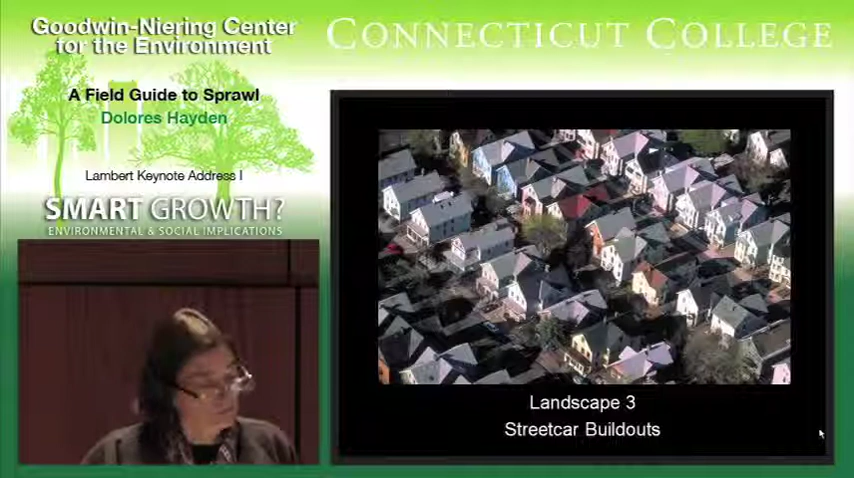 Goodwin-Niering Center
for the Environment
CONNECTICUT COLLEGE
A Field Guide to Sprawl
Dolores Hayden
Lambert Keynote Address I
SMART GROWTH?
ENVIRONMENTAL & SOCIAL IMPLICATIONS
Landscape 3
Streetcar Buildouts